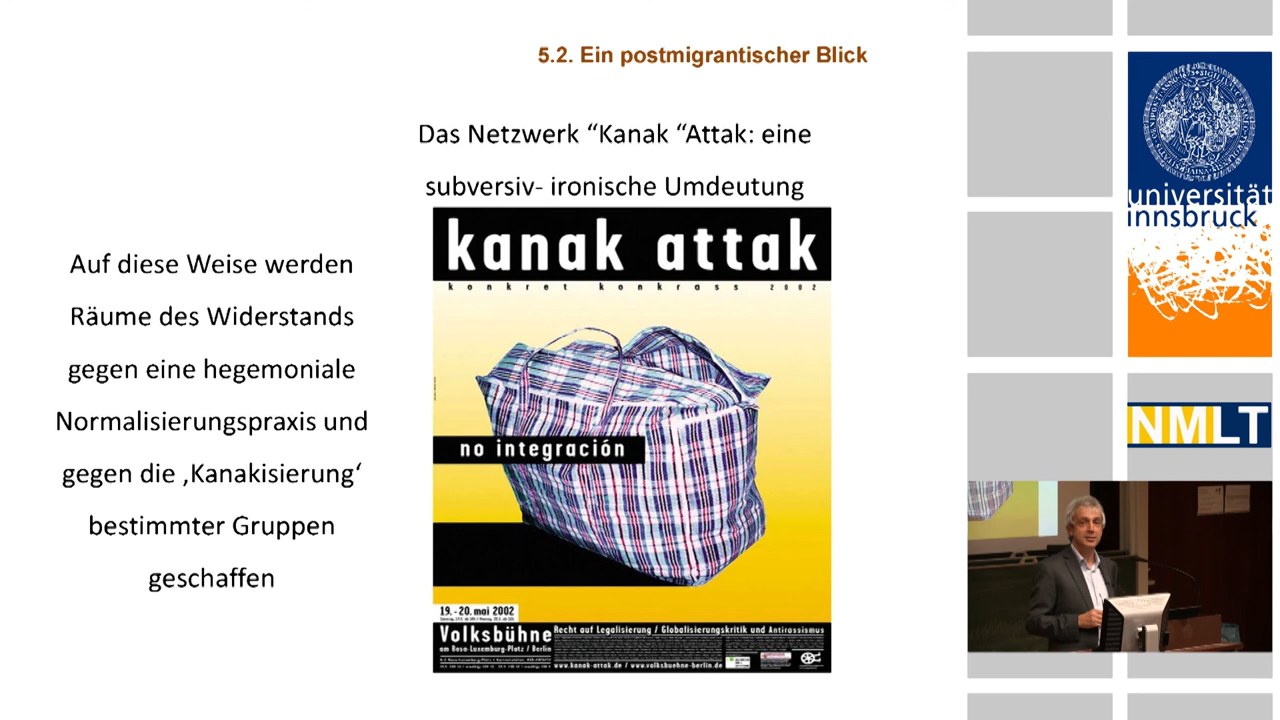 5.2. Ein postmigrantischer Blick
Das Netzwerk “Kanak “Attak: eine
subversiv- ironische Umdeutung
Auf diese Weise werden
Räume des Widerstands
gegen eine hegemoniale
Normalisierungspraxis und
gegen die ‚Kanakisierung‘
bestimmter Gruppen
geschaffen
kanak attak
konkret konkrass 2002
no integración
19. - 20. mai 2002
Volksbühne
am Rosa-Luxemburg-Platz / Berlin
Recht auf Legalisierung / Globalisierungskritik und Antirassismus
www.kanak-attak.de / www.volksbuehne-berlin.de
universität
innsbruck
NMLT